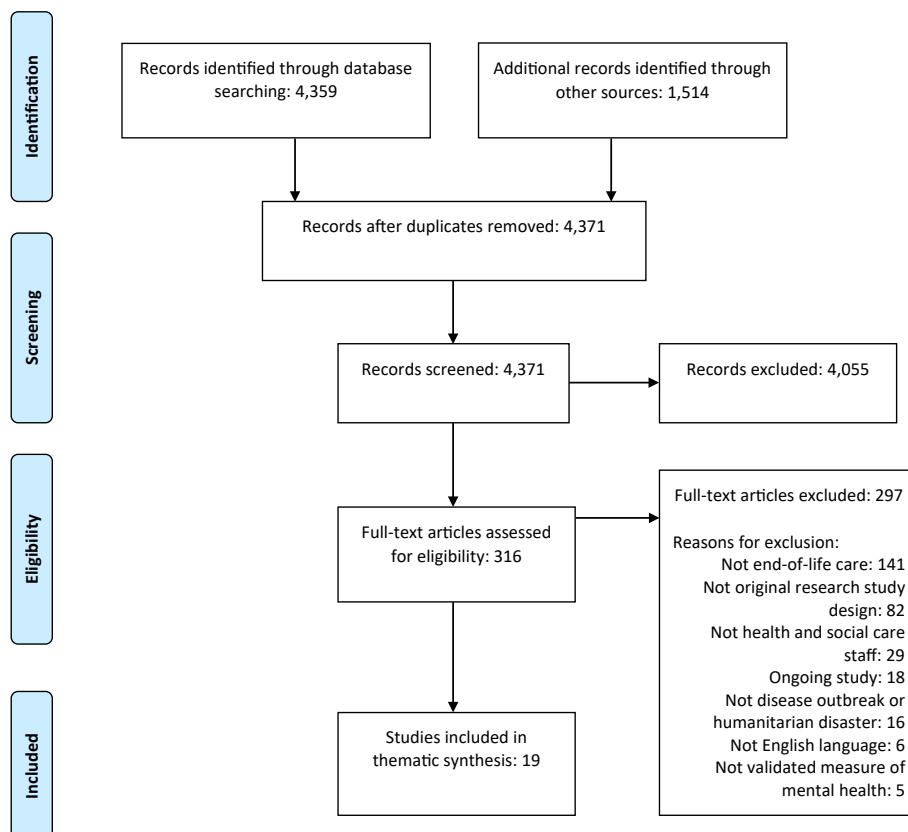 Identification
Records identified through database
searching: 4,359
Additional records identified through
other sources: 1,514
Records after duplicates removed: 4,371
Screening
Records screened: 4,371
Records excluded: 4,055
Eligibility
Full-text articles assessed
for eligibility: 316
Full-text articles excluded: 297
Reasons for exclusion:
Not end-of-life care: 141
Not original research study
design: 82
Not health and social care
staff: 29
Ongoing study: 18
Not disease outbreak or
humanitarian disaster: 16
Not English language: 6
Not validated measure of
mental health: 5
Included
Studies included in
thematic synthesis: 19